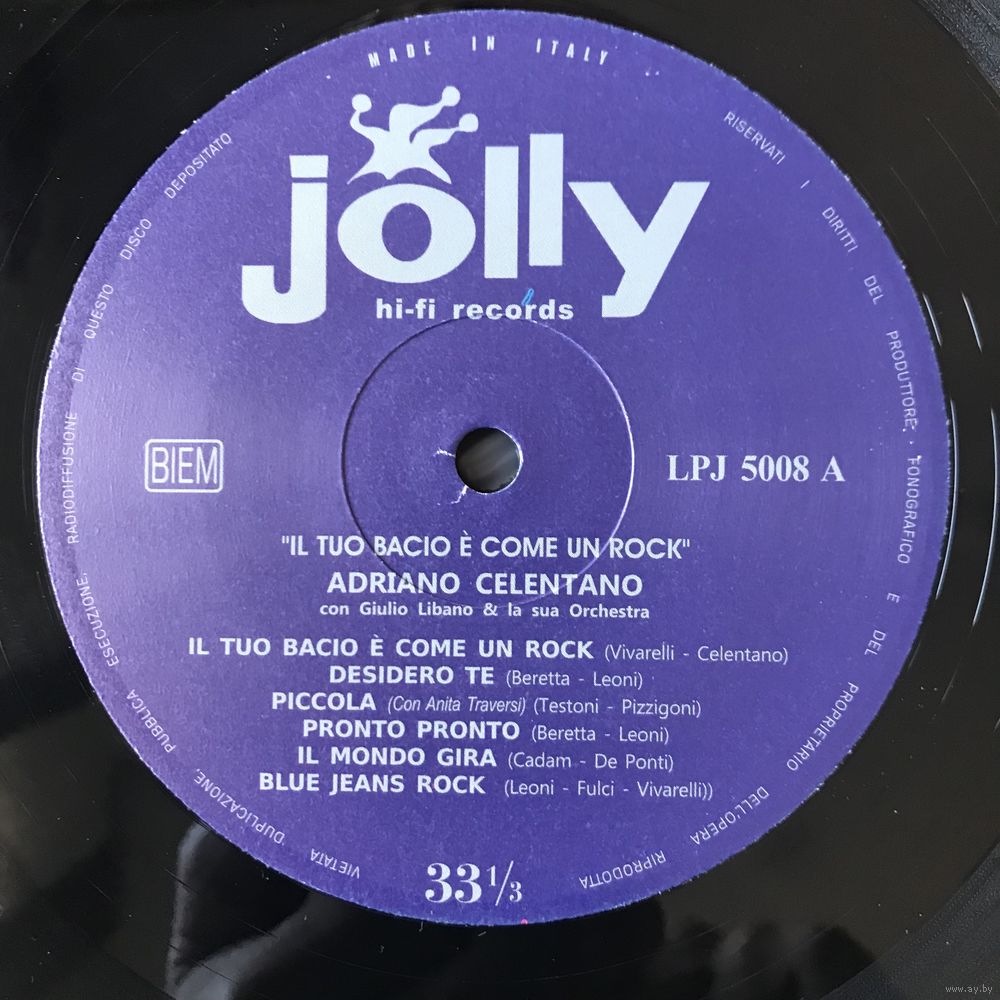 MADE IN ITALY
jolly
hi-fi records
BIEM
LPJ 5008 A
"IL TUO BACIO È COME UN ROCK"
ADRIANO CELENTANO
con Giulio Libano & la sua Orchestra
IL TUO BACIO È COME UN ROCK (Vivarelli - Celentano)
DESIDERO TE (Beretta - Leoni)
PICCOLA (Con Anita Traversi) (Testoni - Pizzigoni)
PRONTO PRONTO (Beretta - Leoni)
IL MONDO GIRA (Cadam - De Ponti)
BLUE JEANS ROCK (Leoni - Fulci - Vivarelli))
33 1/3
RISERVATI I DIRITTI DEL PRODUTTORE: FONOGRAFICO E DEL PROPRIETARIO DELL'OPERA RIPRODOTTA
VIETATA DUPLICAZIONE, PUBBLICA ESECUZIONE, RADIODIFFUSIONE DI QUESTO DISCO DEPOSITATO
www.ay.by